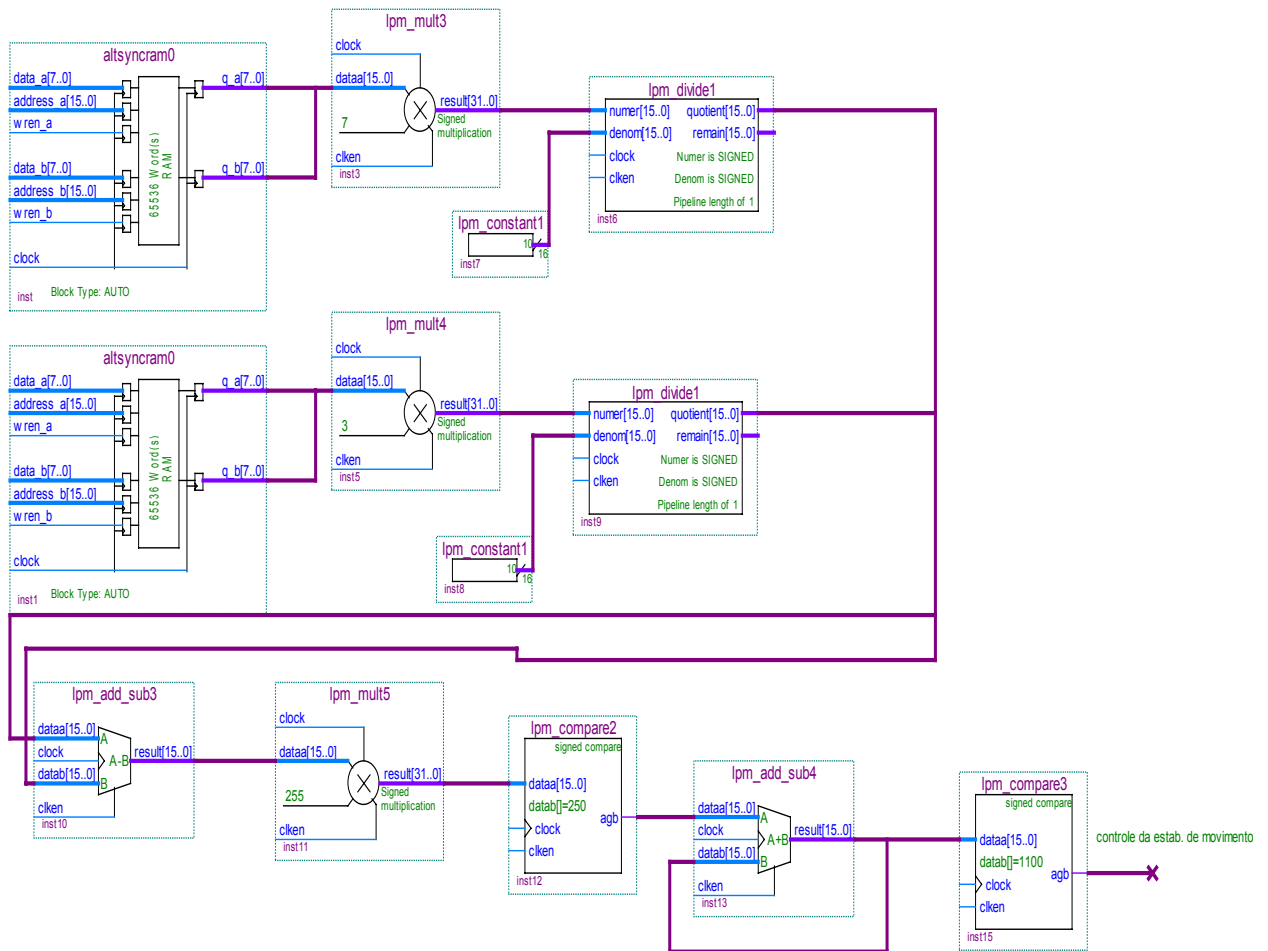 altsyncram0
data_a[7..0]
address_a[15..0]
wren_a
data_b[7..0]
address_b[15..0]
wren_b
clock
65536 Word(s)
RAM
q_a[7..0]
q_b[7..0]
inst
Block Type: AUTO
lpm_mult3
clock
dataa[15..0]
7
clken
result[31..0]
Signed
multiplication
inst3
lpm_divide1
numer[15..0]
denom[15..0]
clock
clken
quotient[15..0]
remain[15..0]
Numer is SIGNED
Denom is SIGNED
Pipeline length of 1
inst6
lpm_constant1
10
16
inst7
altsyncram0
data_a[7..0]
address_a[15..0]
wren_a
data_b[7..0]
address_b[15..0]
wren_b
clock
65536 Word(s)
RAM
q_a[7..0]
q_b[7..0]
inst1
Block Type: AUTO
lpm_mult4
clock
dataa[15..0]
3
clken
result[31..0]
Signed
multiplication
inst5
lpm_divide1
numer[15..0]
denom[15..0]
clock
clken
quotient[15..0]
remain[15..0]
Numer is SIGNED
Denom is SIGNED
Pipeline length of 1
inst9
lpm_constant1
10
16
inst8
lpm_add_sub3
dataa[15..0]
clock
datab[15..0]
clken
A
A-B
B
result[15..0]
inst10
lpm_mult5
clock
dataa[15..0]
255
clken
result[31..0]
Signed
multiplication
inst11
lpm_compare2
signed compare
dataa[15..0]
datab[]=250
agb
clock
clken
inst12
lpm_add_sub4
dataa[15..0]
clock
datab[15..0]
clken
A
A+B
B
result[15..0]
inst13
lpm_compare3
signed compare
dataa[15..0]
datab[]=1100
agb
clock
clken
inst15
controle da estab. de movimento